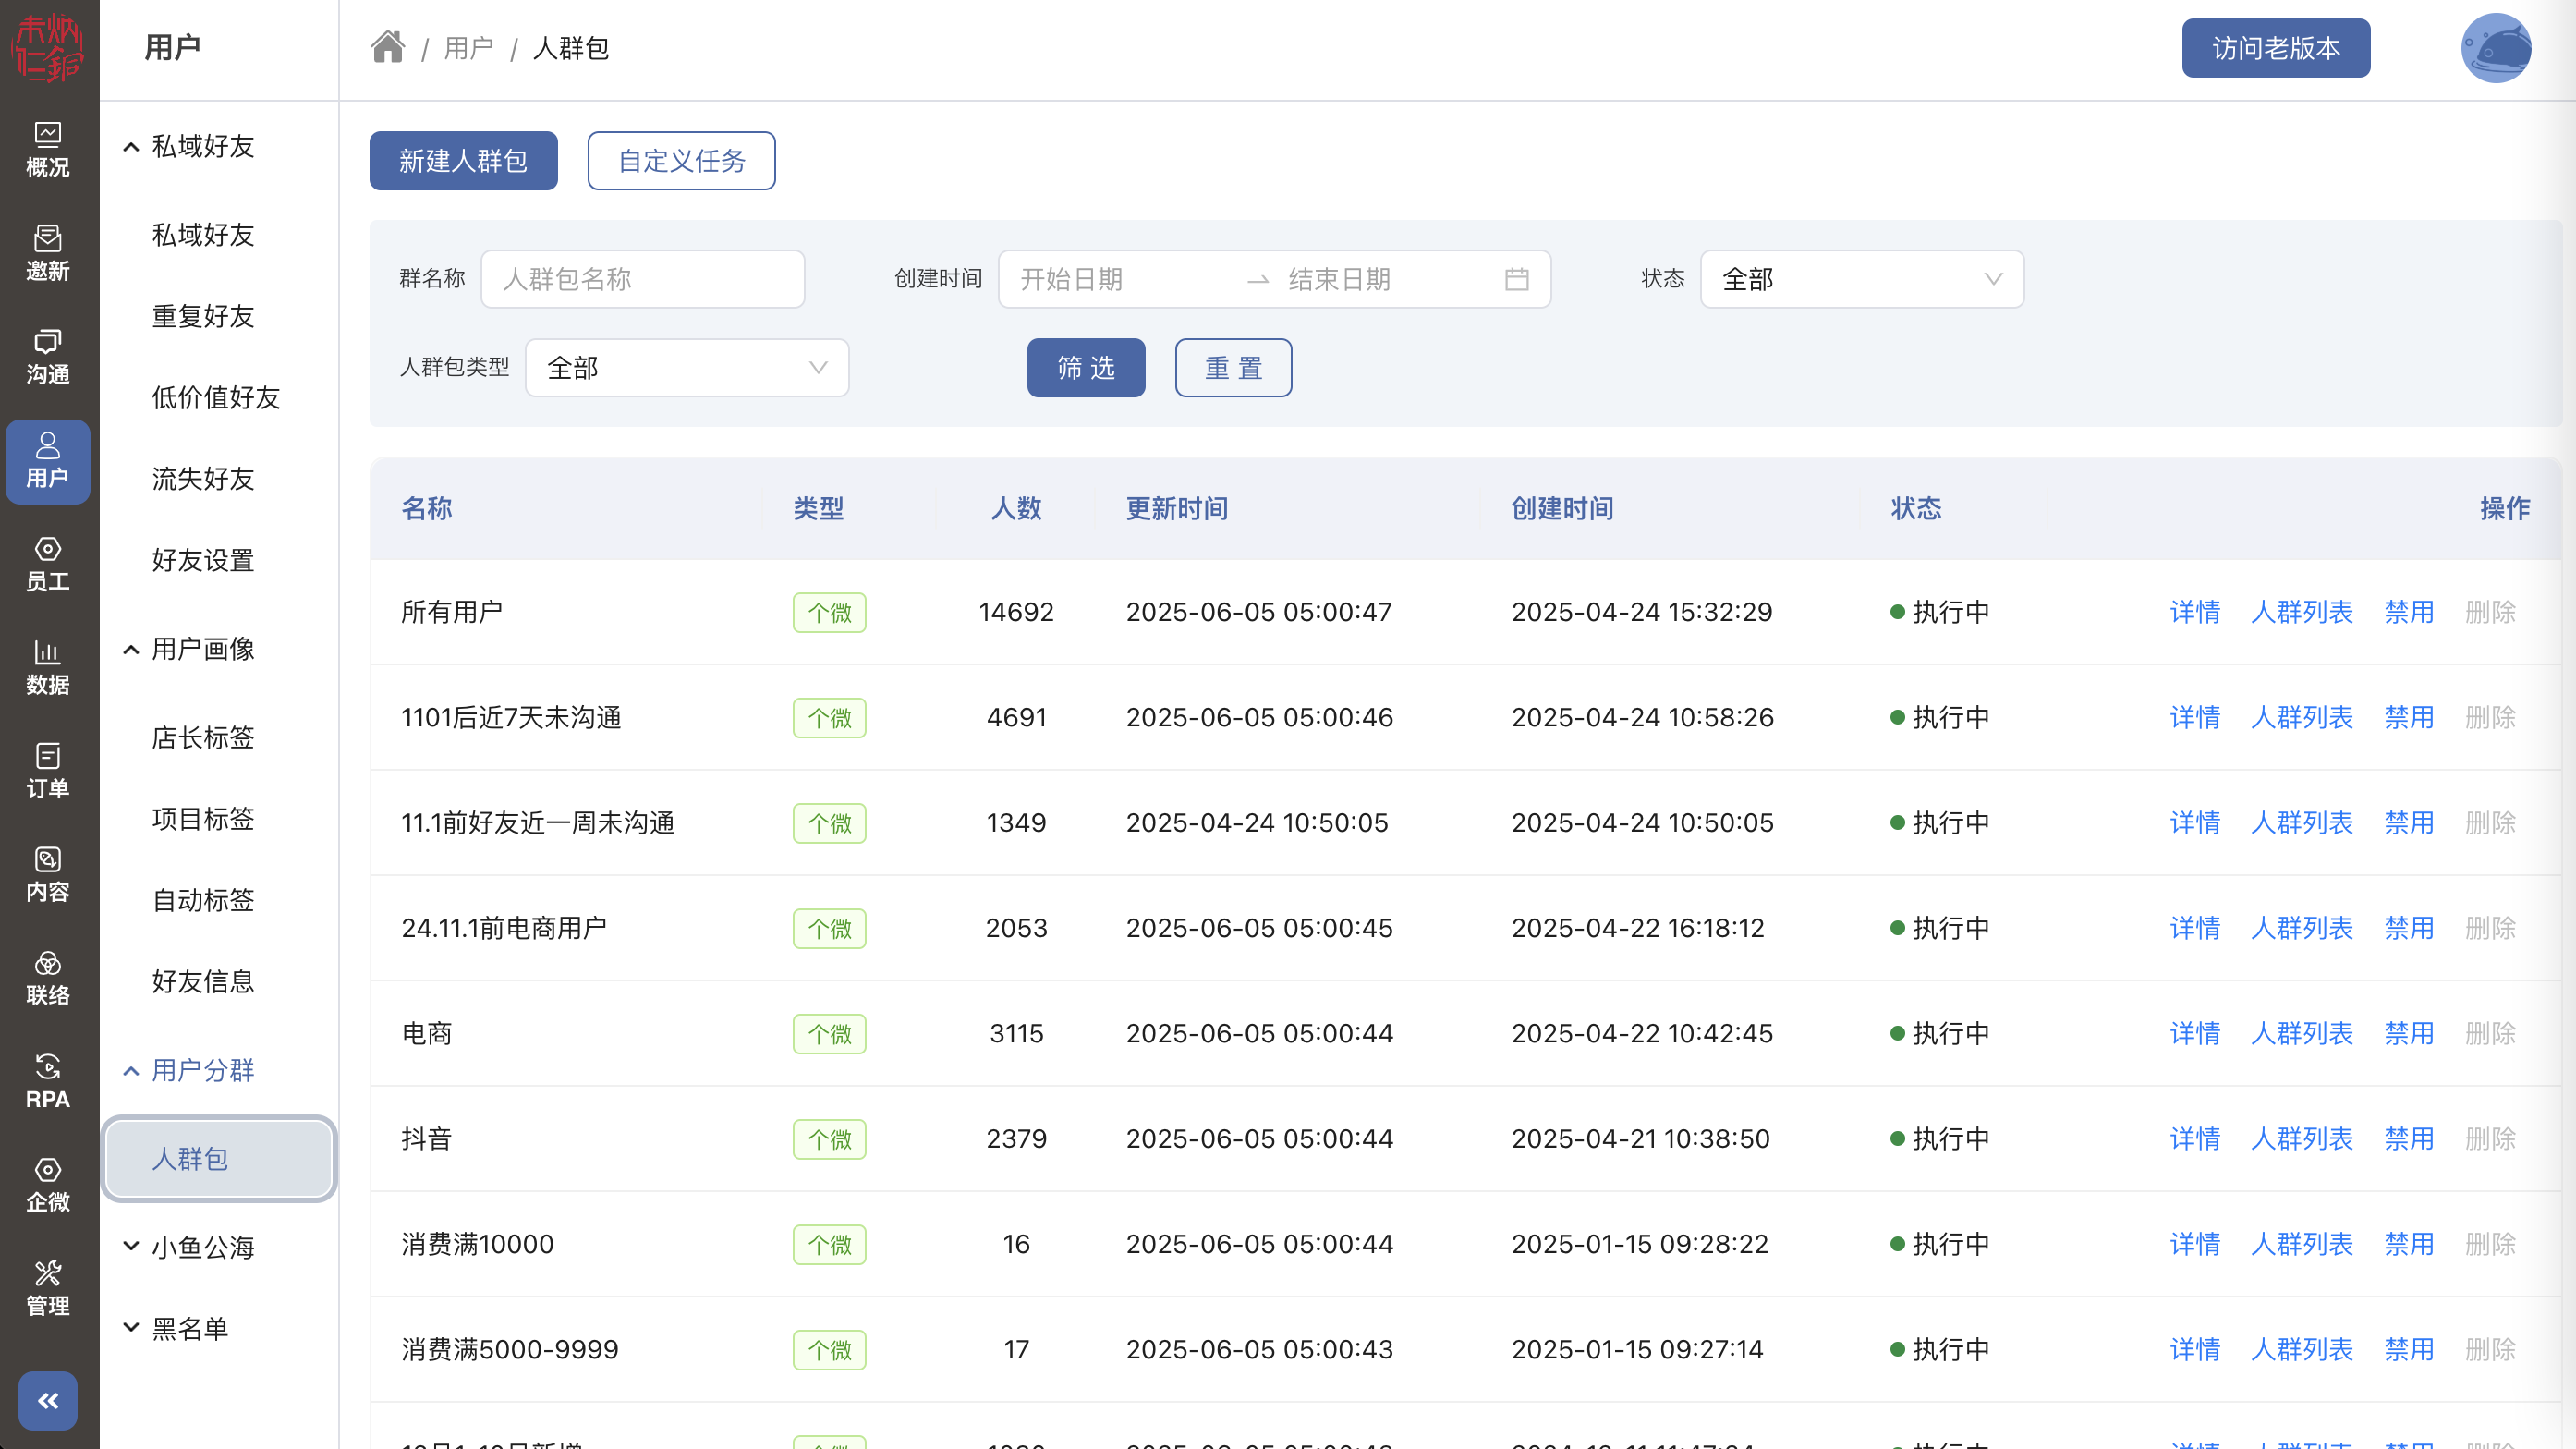 用户
/ 用户 / 人群包
访问老版本
概况
邀新
沟通
用户
员工
数据
订单
内容
联络
RPA
企微
管理
私域好友
私域好友
重复好友
低价值好友
流失好友
好友设置
用户画像
店长标签
项目标签
自动标签
好友信息
用户分群
人群包
小鱼公海
黑名单
新建人群包 自定义任务
群名称 人群包名称 创建时间 开始日期 结束日期 状态 全部
人群包类型 全部 筛 选 重 置
名称 类型 人数 更新时间 创建时间 状态 操作
所有用户 个微 14692 2025-06-05 05:00:47 2025-04-24 15:32:29 执行中 详情 人群列表 禁用 删除
1101后近7天未沟通 个微 4691 2025-06-05 05:00:46 2025-04-24 10:58:26 执行中 详情 人群列表 禁用 删除
11.1前好友近一周未沟通 个微 1349 2025-04-24 10:50:05 2025-04-24 10:50:05 执行中 详情 人群列表 禁用 删除
24.11.1前电商用户 个微 2053 2025-06-05 05:00:45 2025-04-22 16:18:12 执行中 详情 人群列表 禁用 删除
电商 个微 3115 2025-06-05 05:00:44 2025-04-22 10:42:45 执行中 详情 人群列表 禁用 删除
抖音 个微 2379 2025-06-05 05:00:44 2025-04-21 10:38:50 执行中 详情 人群列表 禁用 删除
消费满10000 个微 16 2025-06-05 05:00:44 2025-01-15 09:28:22 执行中 详情 人群列表 禁用 删除
消费满5000-9999 个微 17 2025-06-05 05:00:43 2025-01-15 09:27:14 执行中 详情 人群列表 禁用 删除